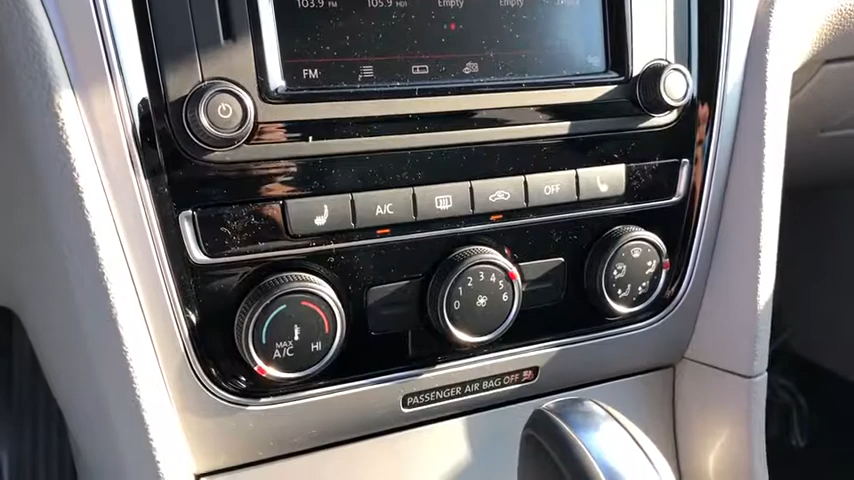 103.9 FM 105.9 HD Empty Empty
FM
A/C OFF
0 1 2 3 4 5 6
MAX
A/C HI
PASSENGER AIR BAG OFF